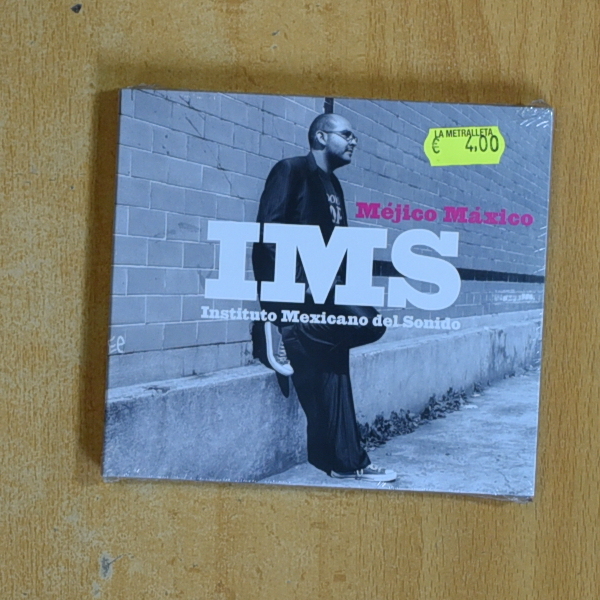 LA METRALLETA
€ 4,00
Méjico Máxico
IMS
Instituto Mexicano del Sonido